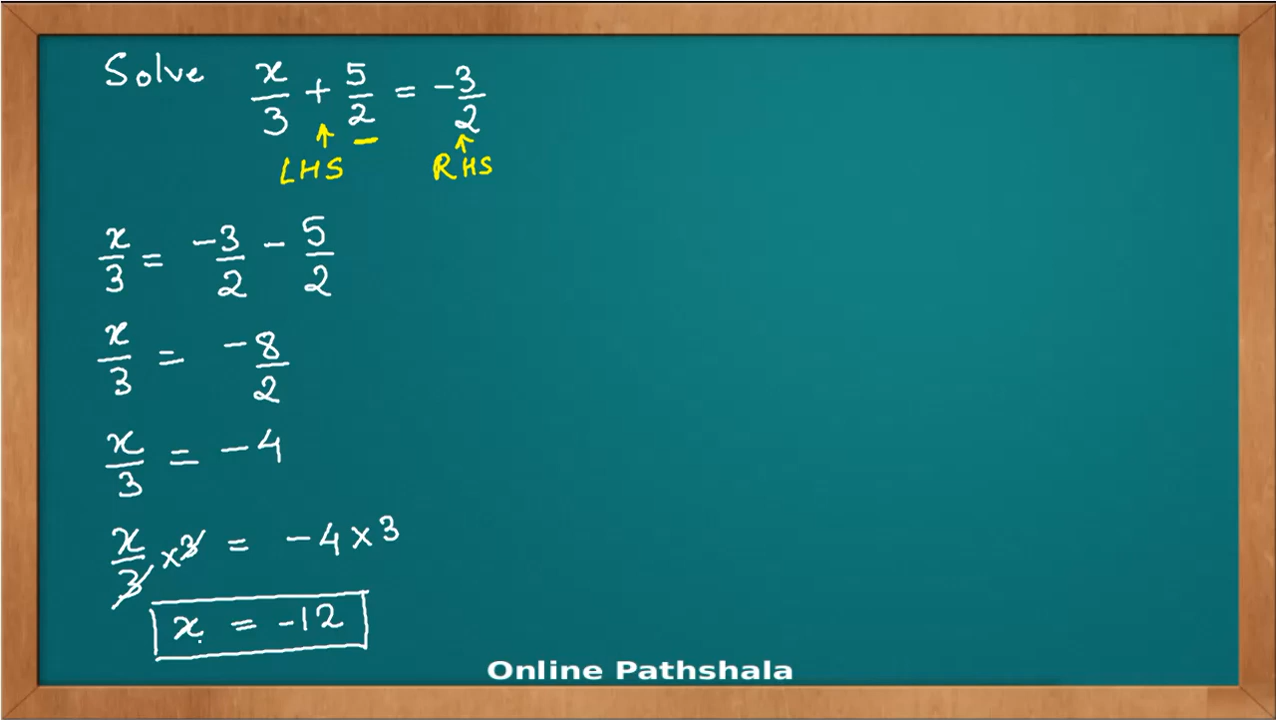 Solve x/3 + 5/2 = -3/2
LHS RHS
x/3 = -3/2 - 5/2
x/3 = -8/2
x/3 = -4
x/3 ×3 = -4×3
x = -12
Online Pathshala